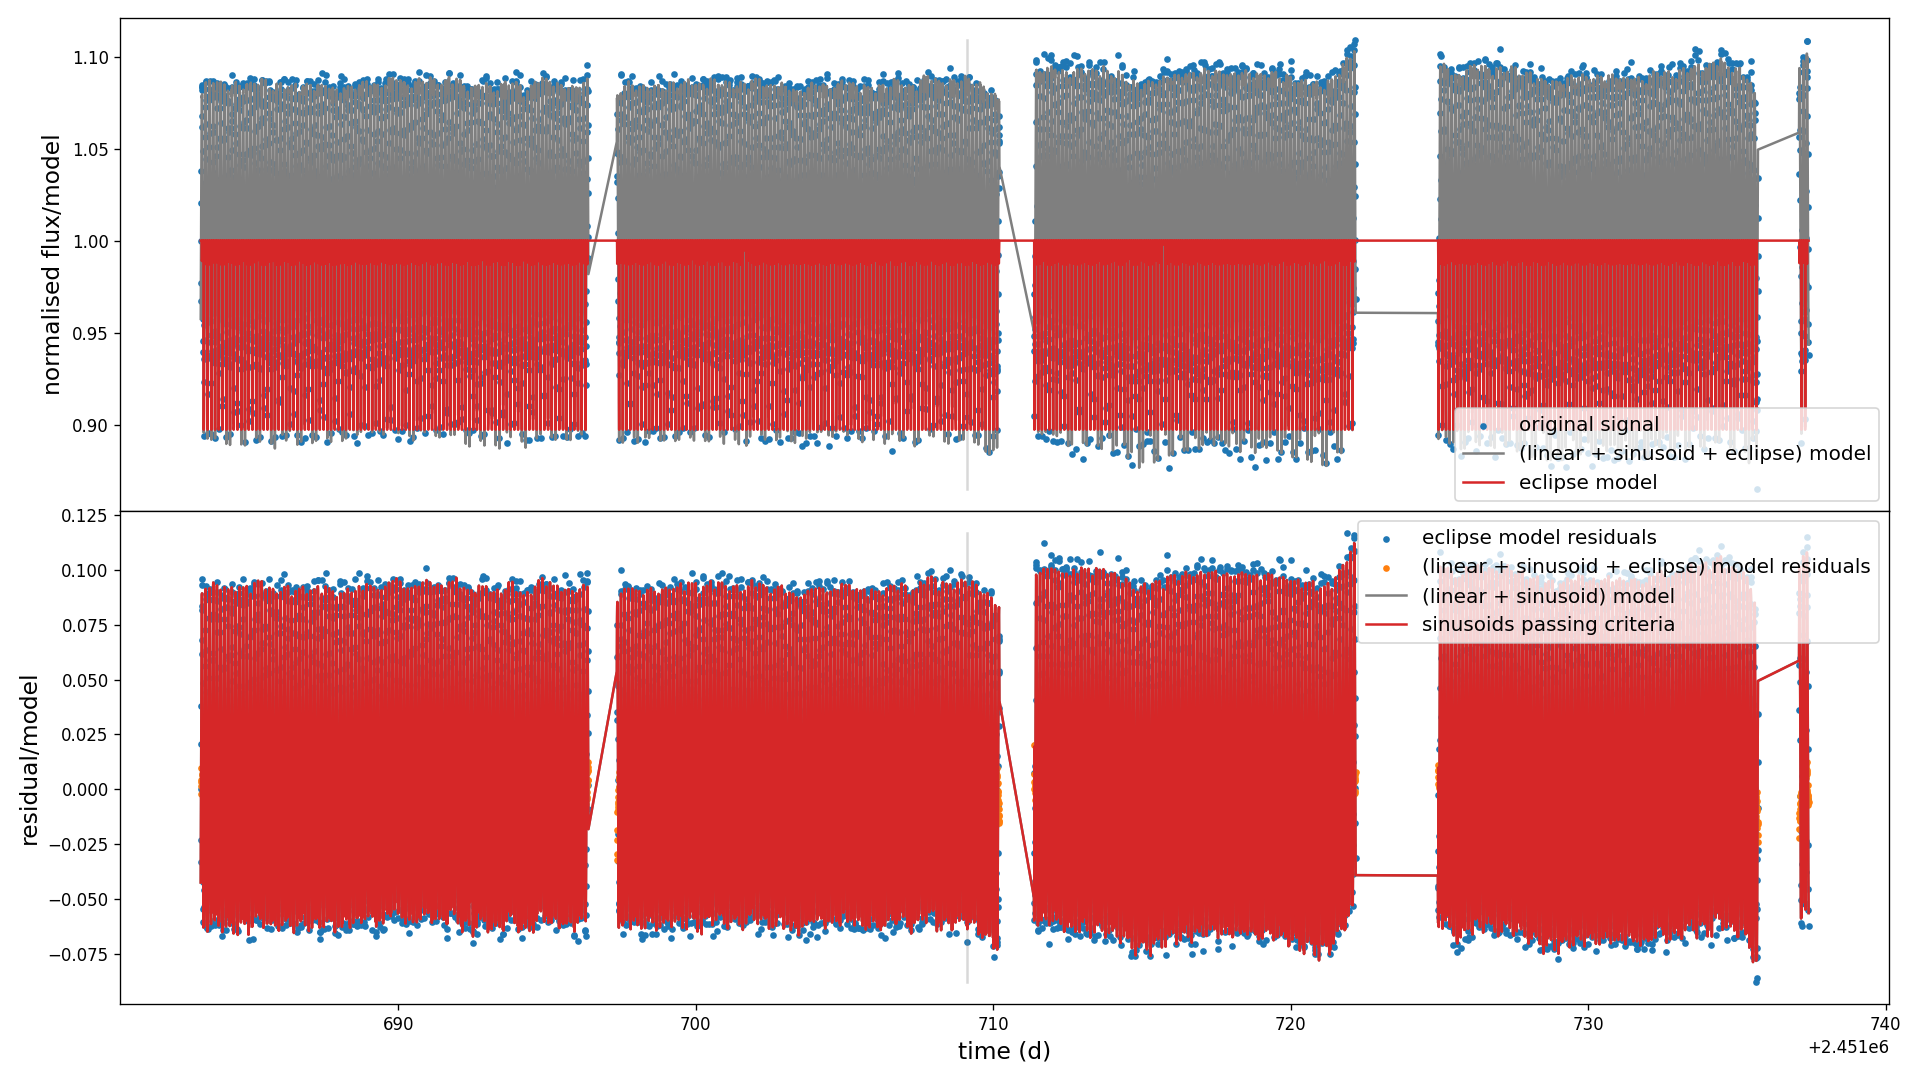 normalised flux/model
1.10
1.05
1.00
0.95
0.90
original signal
(linear + sinusoid + eclipse) model
eclipse model
residual/model
0.125
0.100
0.075
0.050
0.025
0.000
−0.025
−0.050
−0.075
eclipse model residuals
(linear + sinusoid + eclipse) model residuals
(linear + sinusoid) model
sinusoids passing criteria
690
700
710
720
730
740
time (d)
+2.451e6